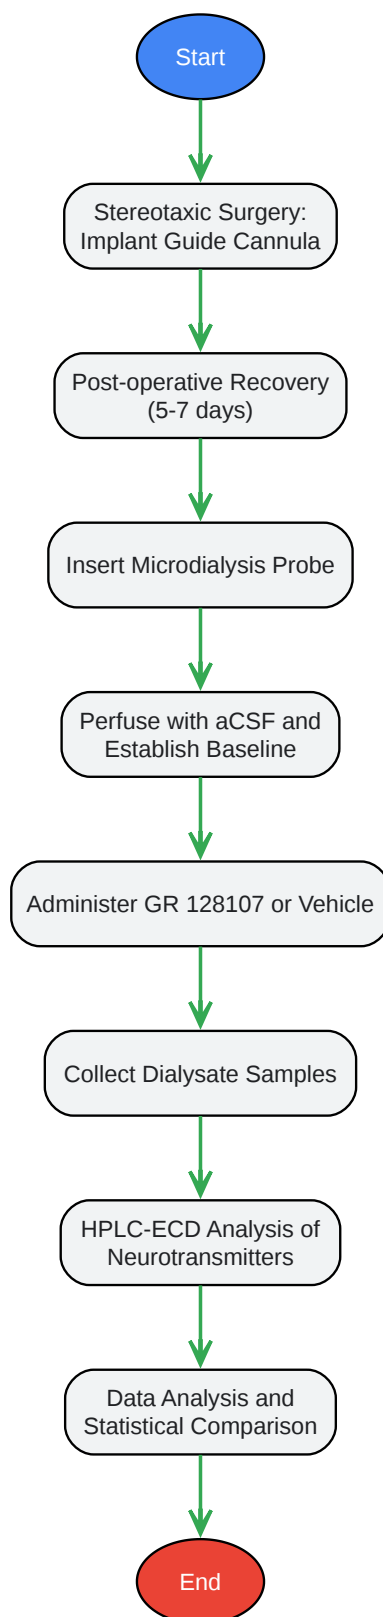 Start
Stereotaxic Surgery:
Implant Guide Cannula
Post-operative Recovery
(5-7 days)
Insert Microdialysis Probe
Perfuse with aCSF and
Establish Baseline
Administer GR 128107 or Vehicle
Collect Dialysate Samples
HPLC-ECD Analysis of
Neurotransmitters
Data Analysis and
Statistical Comparison
End